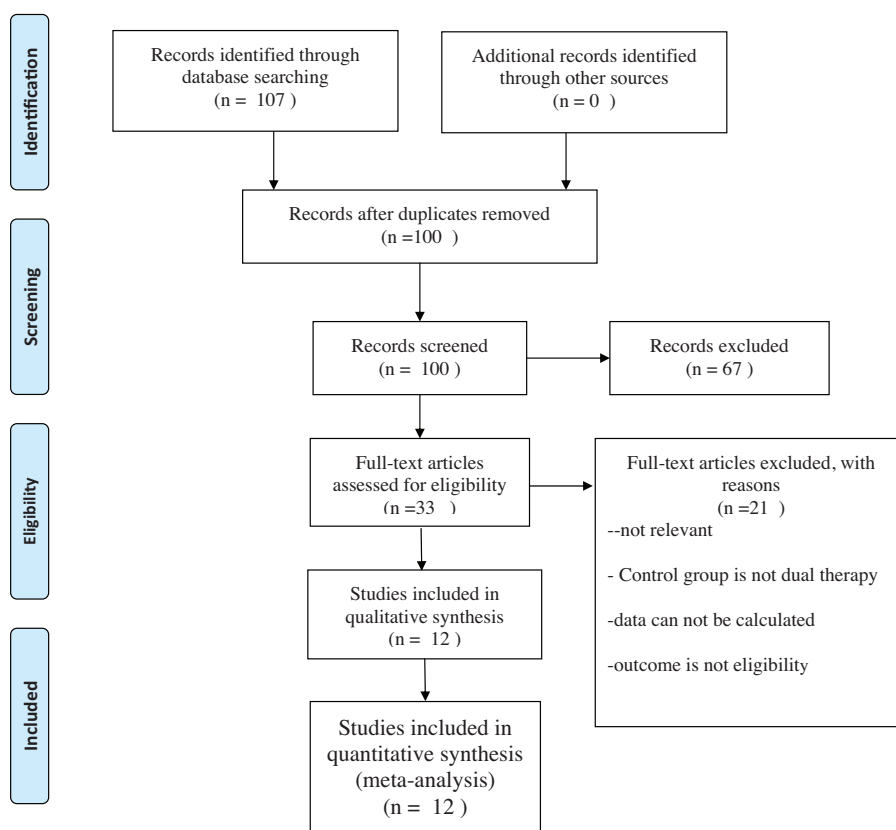 Identification
Records identified through
database searching
(n = 107 )
Additional records identified
through other sources
(n = 0 )
Records after duplicates removed
(n =100 )
Screening
Records screened
(n = 100 )
Records excluded
(n = 67 )
Eligibility
Full-text articles
assessed for eligibility
(n =33 )
Full-text articles excluded, with
reasons
(n =21 )
--not relevant
- Control group is not dual therapy
-data can not be calculated
-outcome is not eligibility
Studies included in
qualitative synthesis
(n = 12 )
Included
Studies included in
quantitative synthesis
(meta-analysis)
(n = 12 )